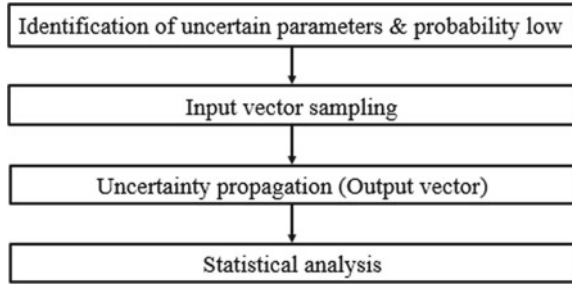 Identification of uncertain parameters & probability low
Input vector sampling
Uncertainty propagation (Output vector)
Statistical analysis